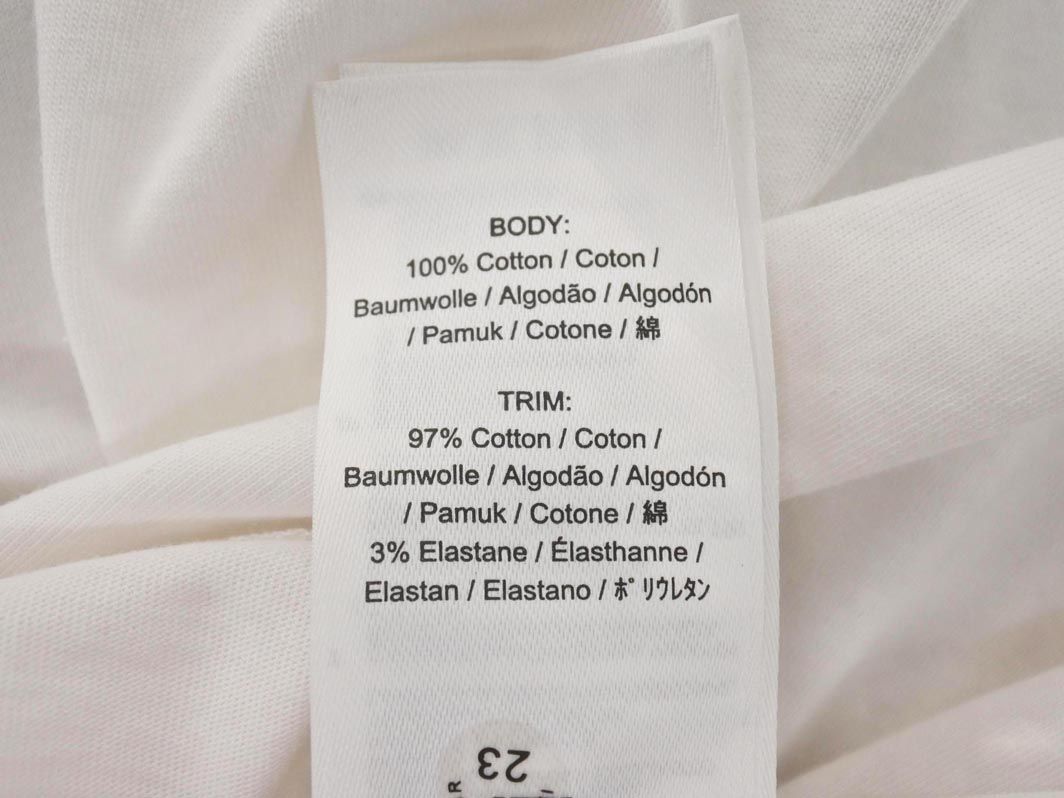 BODY:
100% Cotton / Coton /
Baumwolle / Algodão / Algodón
/ Pamuk / Cotone / 綿
TRIM:
97% Cotton / Coton /
Baumwolle / Algodão / Algodón
/ Pamuk / Cotone / 綿
3% Elastane / Élasthanne /
Elastan / Elastano / ﾎﾟﾘｳﾚﾀﾝ
23